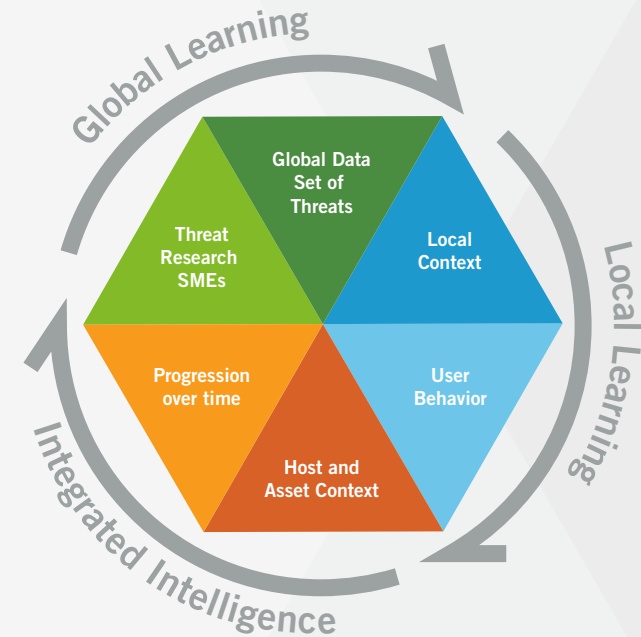 Global Learning
Global Data
Set of
Threats
Threat
Research
SMEs
Local
Context
Local Learning
Progression
over time
User
Behavior
Host and
Asset Context
Integrated Intelligence